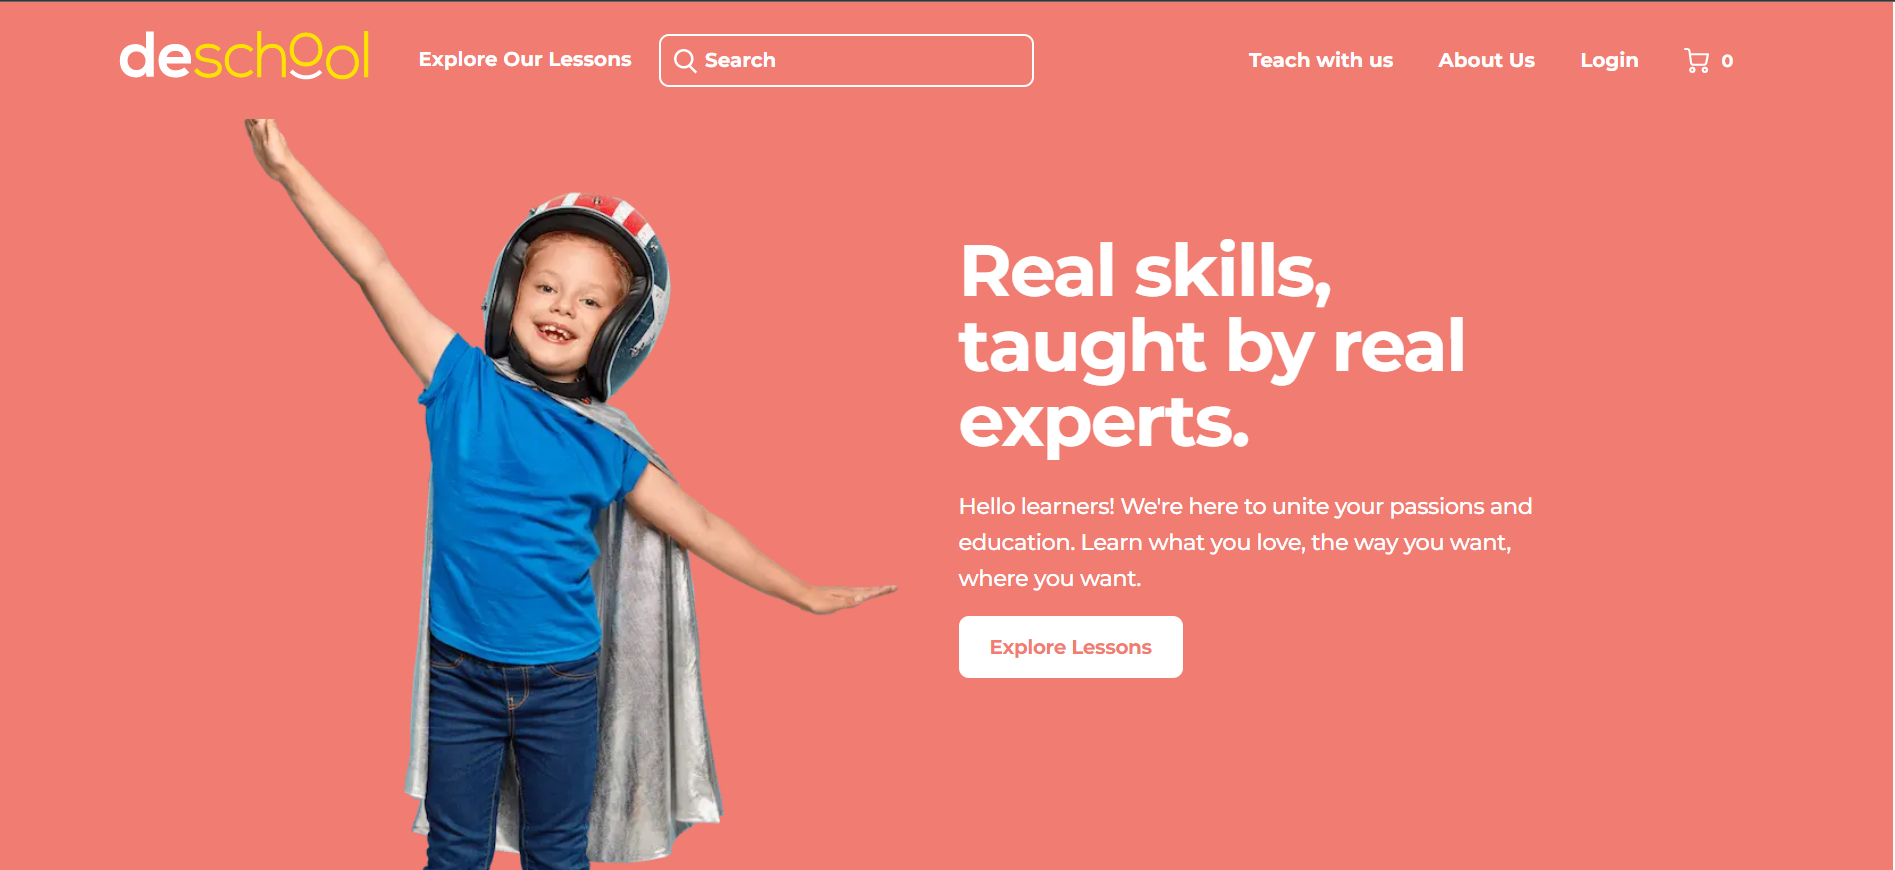 deschool
Explore Our Lessons
Search
Teach with us
About Us
Login
0
Real skills,
taught by real
experts.
Hello learners! We're here to unite your passions and
education. Learn what you love, the way you want,
where you want.
Explore Lessons